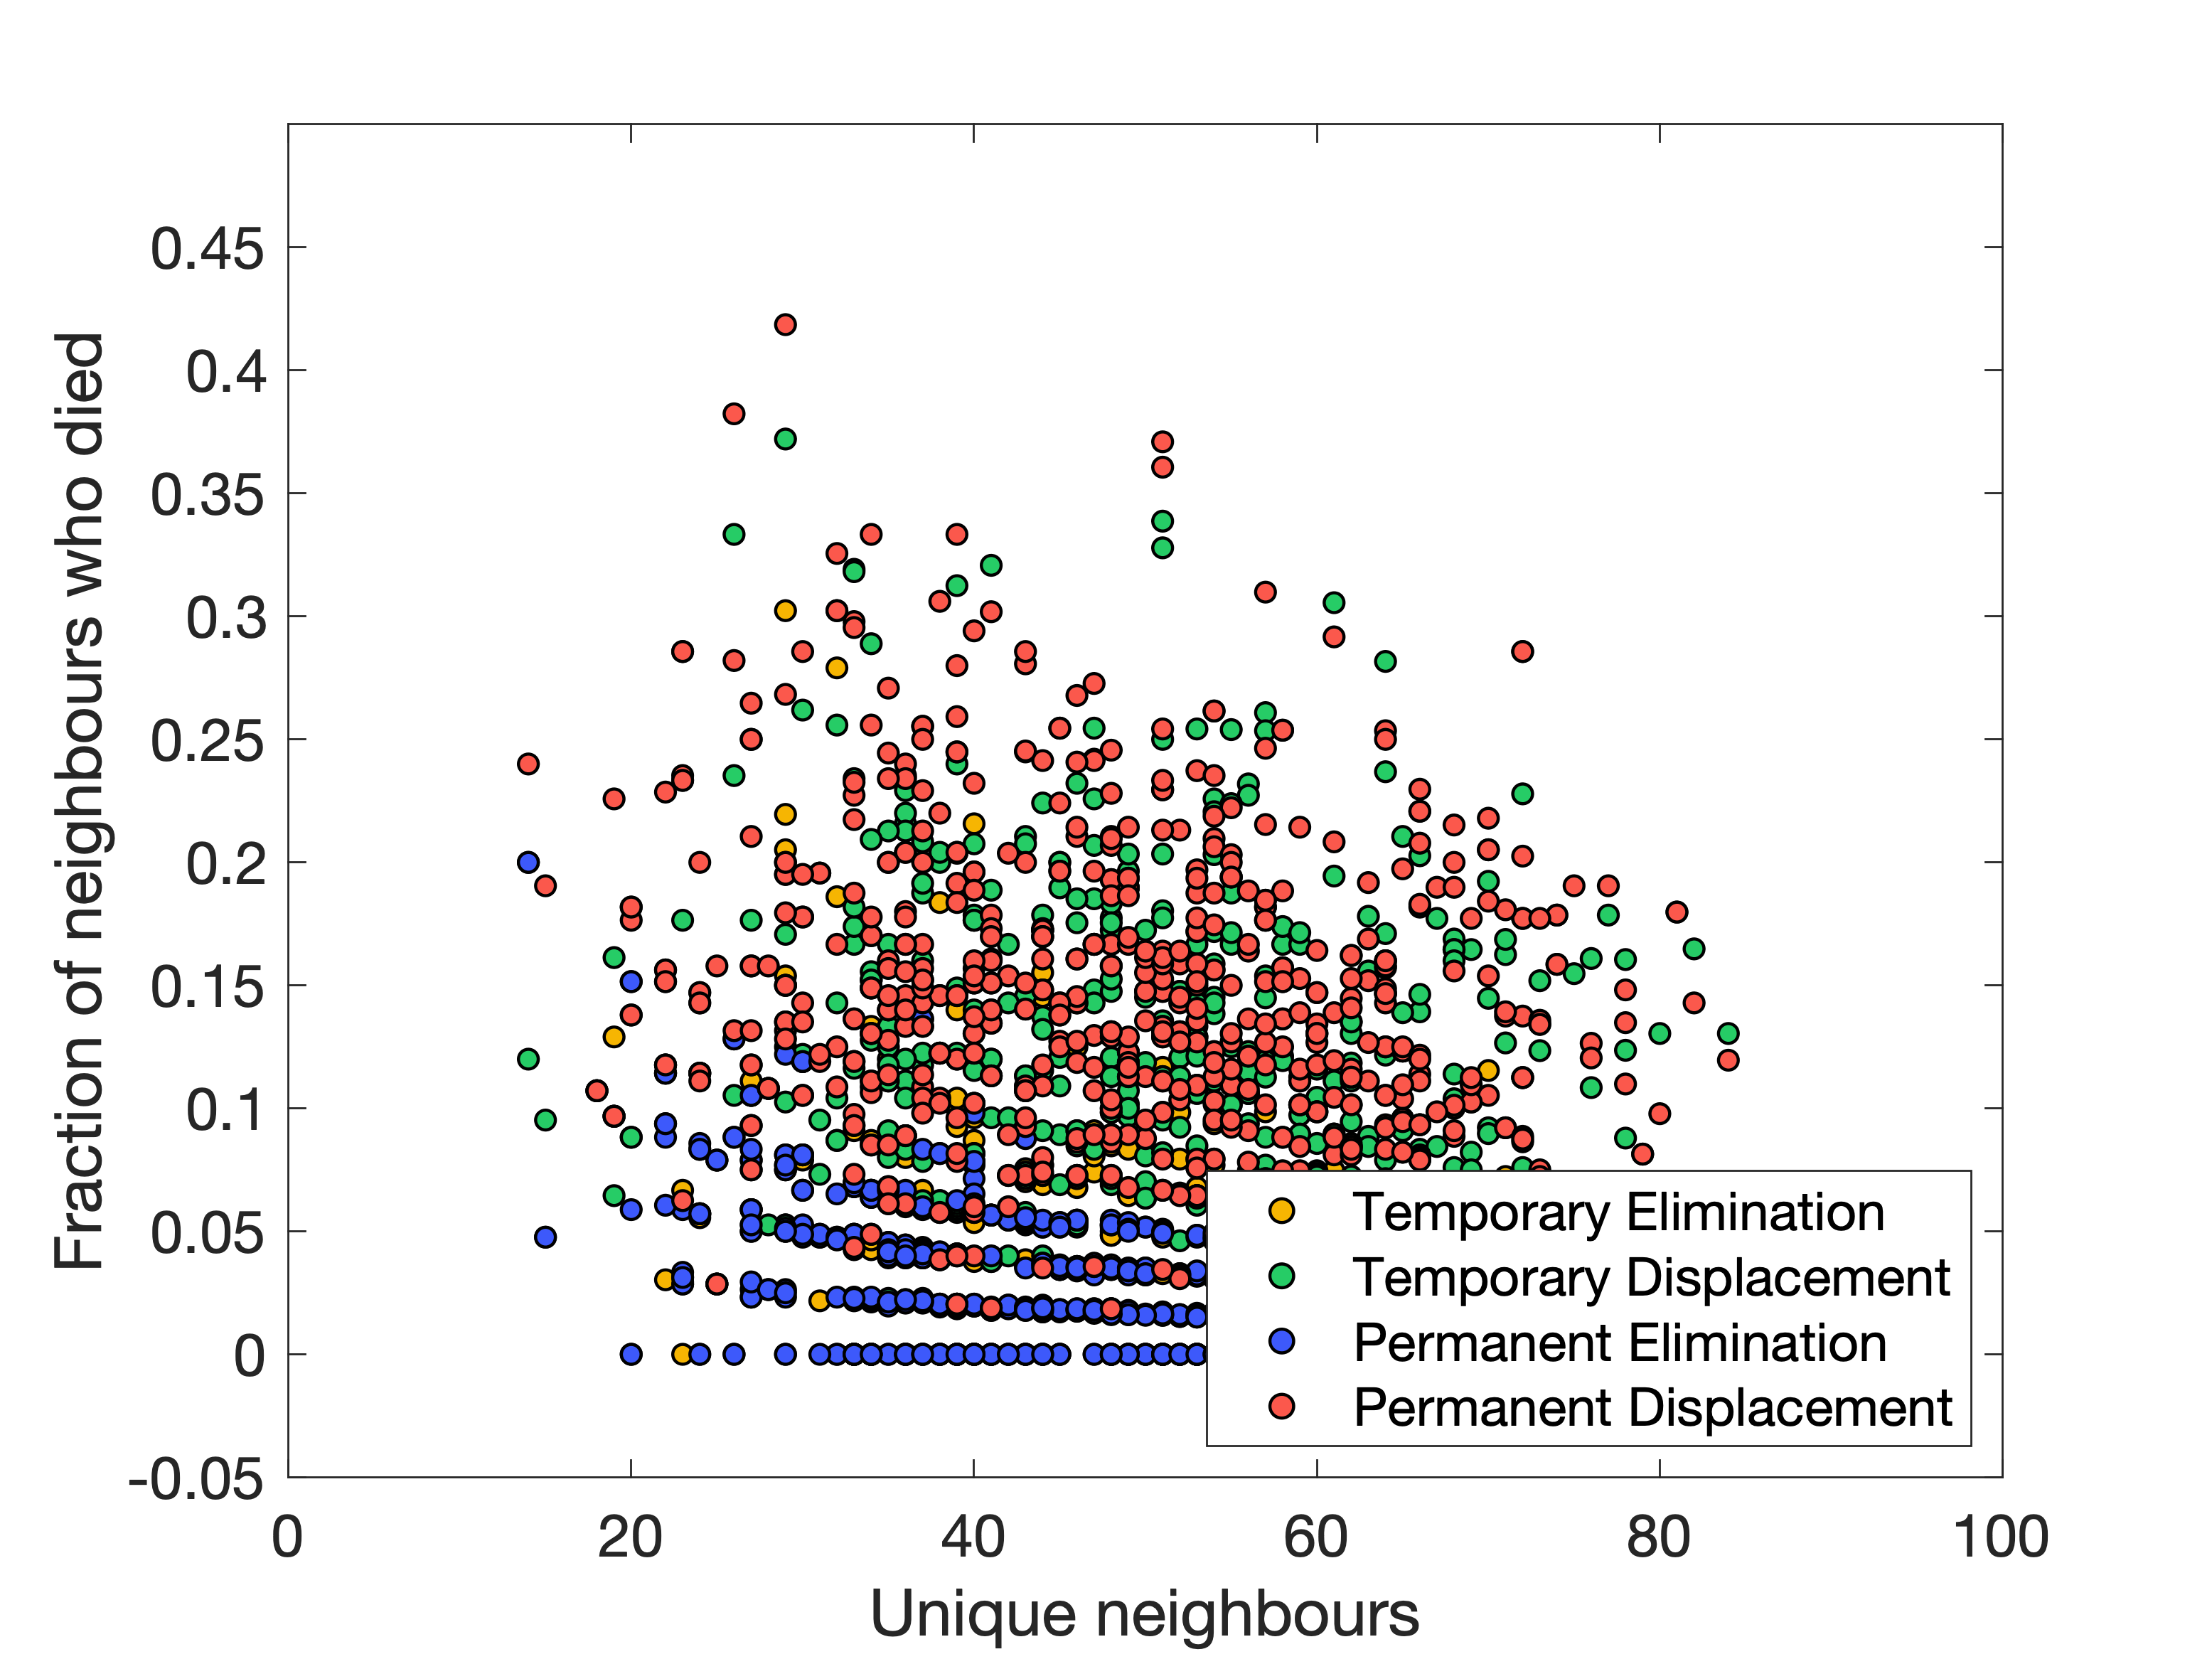 Fraction of neighbours who died
0.45
0.4
0.35
0.3
0.25
0.2
0.15
0.1
0.05
0
-0.05
0 20 40 60 80 100
Unique neighbours
Temporary Elimination
Temporary Displacement
Permanent Elimination
Permanent Displacement